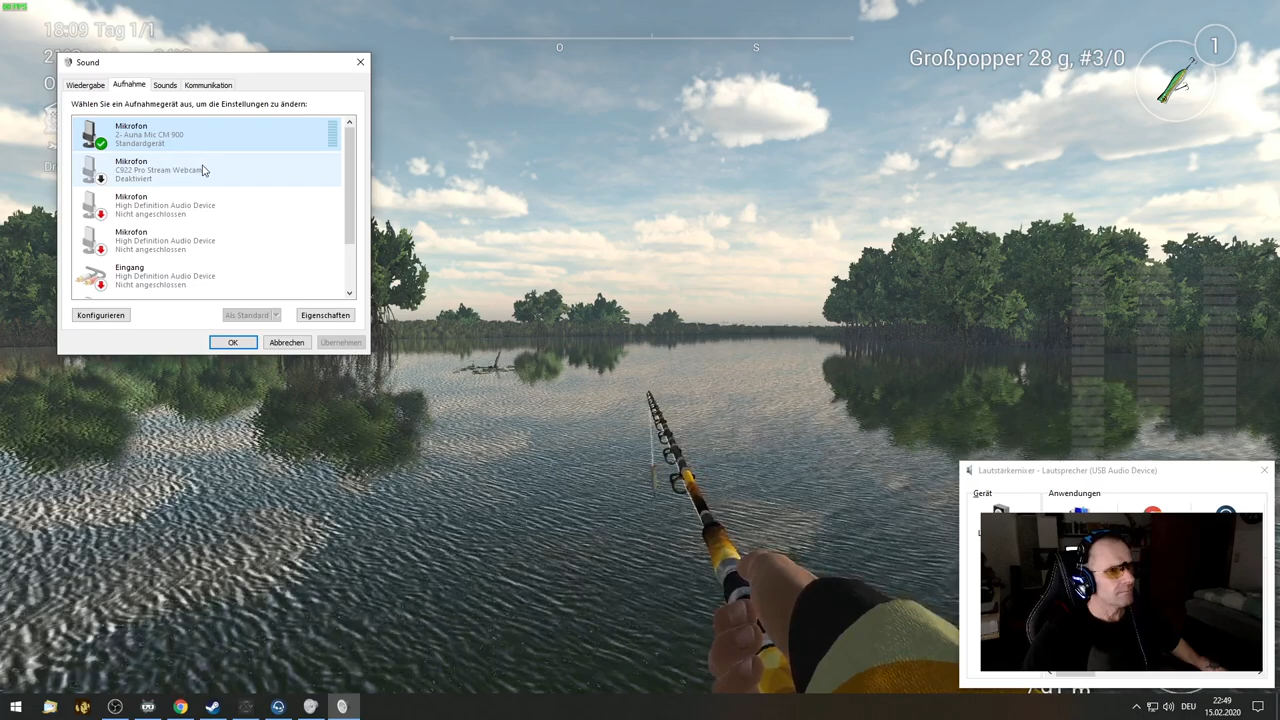 18:09 Tag 1/1
Großpopper 28 g, #3/0
1
O
S
Sound
Wiedergabe
Aufnahme
Sounds
Kommunikation
Wählen Sie ein Aufnahmegerät aus, um die Einstellungen zu ändern:
Mikrofon
2- Auna Mic CM 900
Standardgerät
Mikrofon
C922 Pro Stream Webcam
Deaktiviert
Mikrofon
High Definition Audio Device
Nicht angeschlossen
Mikrofon
High Definition Audio Device
Nicht angeschlossen
Eingang
High Definition Audio Device
Nicht angeschlossen
Konfigurieren
Als Standard
Eigenschaften
OK
Abbrechen
Übernehmen
Lautstärkemixer - Lautsprecher (USB Audio Device)
Gerät
Anwendungen
DEU
22:49
15.02.2020